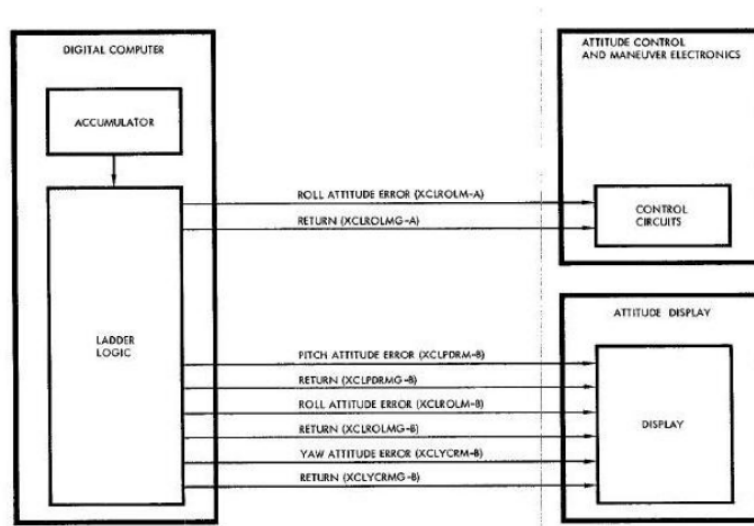 DIGITAL COMPUTER
ATTITUDE CONTROL
AND MANEUVER ELECTRONICS
ACCUMULATOR
ROLL ATTITUDE ERROR (XCLROLM-A)
RETURN (XCLROLMG-A)
CONTROL
CIRCUITS
LADDER
LOGIC
ATTITUDE DISPLAY
PITCH ATTITUDE ERROR (XCLPDRM-B)
RETURN (XCLPDRMG-B)
ROLL ATTITUDE ERROR (XCLROLM-B)
RETURN (XCLROLMG-B)
YAW ATTITUDE ERROR (XCLYCRM-B)
RETURN (XCLYCRMG-B)
DISPLAY